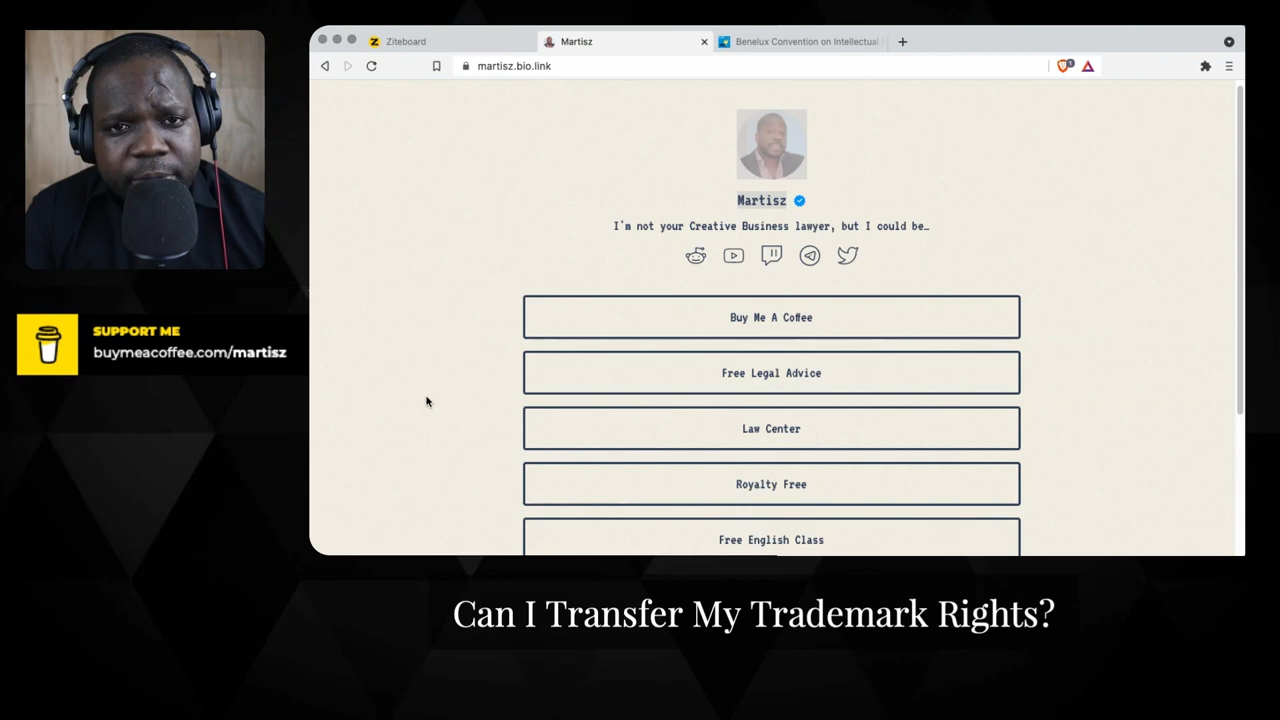 Ziteboard
Martisz
Benelux Convention on Intellectual
martisz.bio.link
1
Martisz
I'm not your Creative Business lawyer, but I could be…
Buy Me A Coffee
Free Legal Advice
Law Center
Royalty Free
Free English Class
SUPPORT ME
buymeacoffee.com/martisz
Can I Transfer My Trademark Rights?